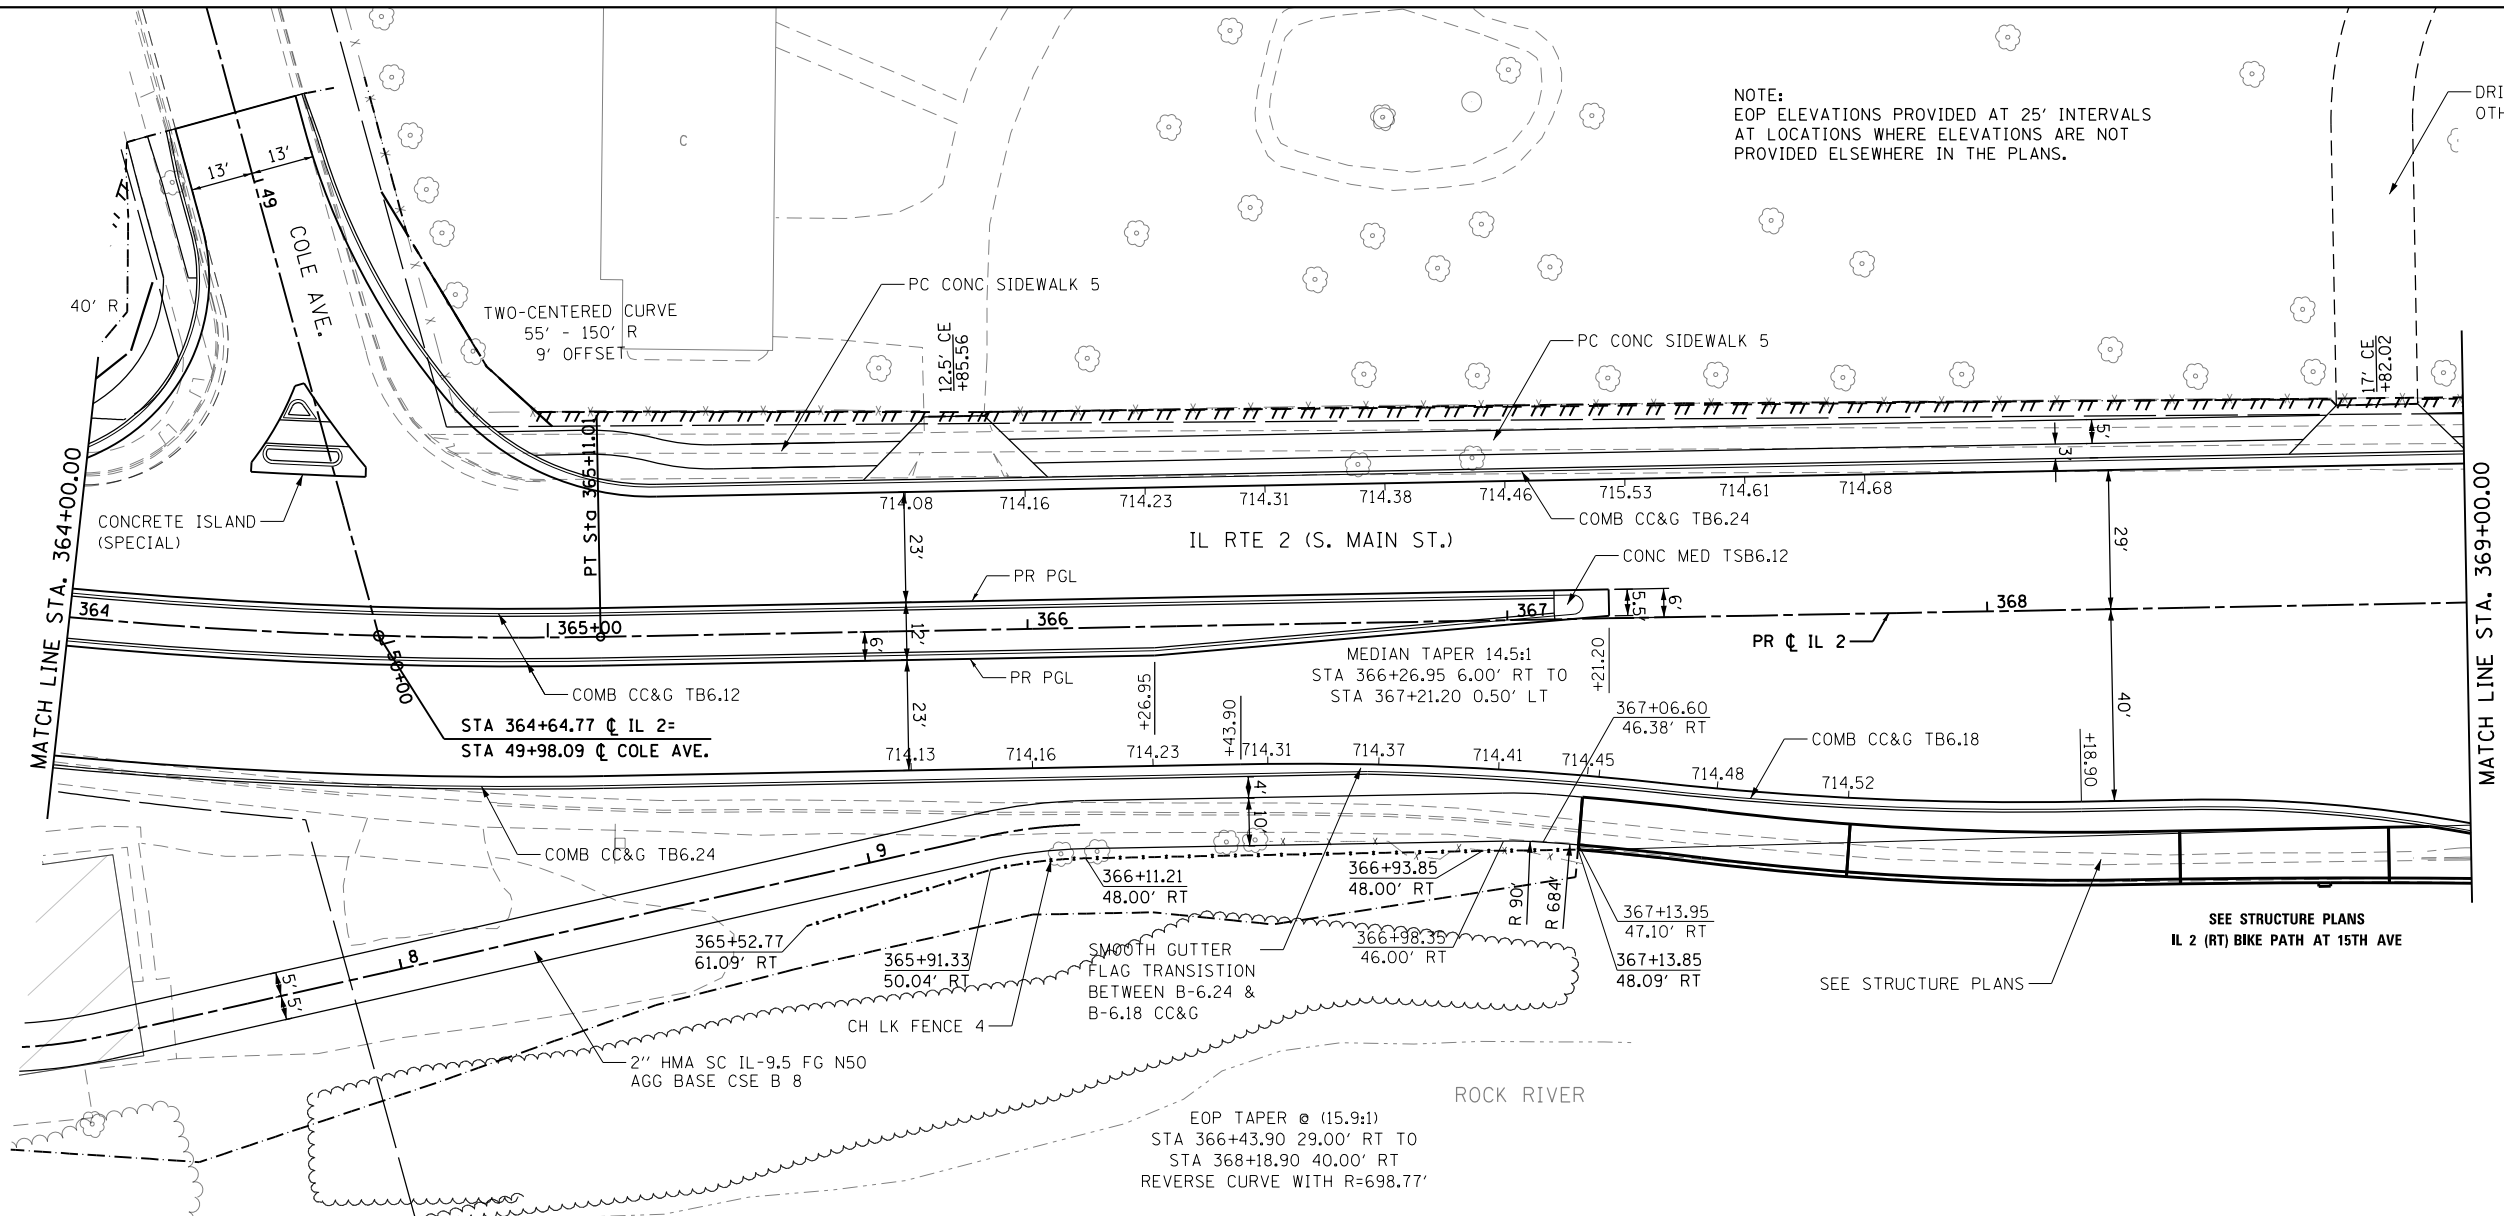 NOTE:
EOP ELEVATIONS PROVIDED AT 25' INTERVALS
AT LOCATIONS WHERE ELEVATIONS ARE NOT
PROVIDED ELSEWHERE IN THE PLANS.
DRI
OTH
C
13'
13'
49
COLE AVE.
40' R
TWO-CENTERED CURVE
55' - 150' R
9' OFFSET
PC CONC SIDEWALK 5
12.5' CE
+85.56
PC CONC SIDEWALK 5
17' CE
+82.02
5'
3'
MATCH LINE STA. 364+00.00
CONCRETE ISLAND
(SPECIAL)
PT Sta 365+11.01
714.08
714.16
714.23
714.31
714.38
714.46
715.53
714.61
714.68
COMB CC&G TB6.24
IL RTE 2 (S. MAIN ST.)
CONC MED TSB6.12
23'
29'
PR PGL
364
365+00
366
367
368
5.5'
6'
12'
6'
PR ℄ IL 2
50+00
COMB CC&G TB6.12
PR PGL
MEDIAN TAPER 14.5:1
STA 366+26.95 6.00' RT TO
STA 367+21.20 0.50' LT
+26.95
+21.20
+43.90
23'
40'
STA 364+64.77 ℄ IL 2=
STA 49+98.09 ℄ COLE AVE.
367+06.60
46.38' RT
COMB CC&G TB6.18
+18.90
MATCH LINE STA. 369+00.00
714.13
714.16
714.23
714.31
714.37
714.41
714.45
714.48
714.52
4'
10'
COMB CC&G TB6.24
9
366+11.21
48.00' RT
366+93.85
48.00' RT
R 90'
R 684'
367+13.95
47.10' RT
SEE STRUCTURE PLANS
IL 2 (RT) BIKE PATH AT 15TH AVE
365+52.77
61.09' RT
8
365+91.33
50.04' RT
SMOOTH GUTTER
FLAG TRANSISTION
BETWEEN B-6.24 &
B-6.18 CC&G
366+98.35
46.00' RT
367+13.85
48.09' RT
SEE STRUCTURE PLANS
5'
5'
CH LK FENCE 4
2'' HMA SC IL-9.5 FG N50
AGG BASE CSE B 8
ROCK RIVER
EOP TAPER @ (15.9:1)
STA 366+43.90 29.00' RT TO
STA 368+18.90 40.00' RT
REVERSE CURVE WITH R=698.77'